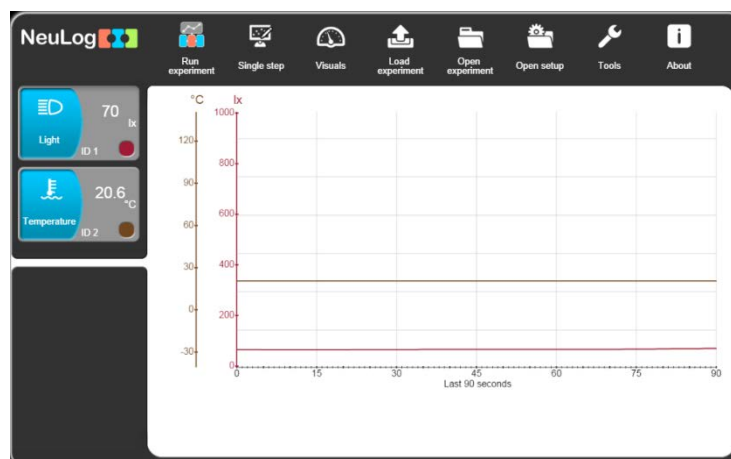 NeuLog
Run experiment
Single step
Visuals
Load experiment
Open experiment
Open setup
Tools
About
i
70 lx
Light
ID 1
20.6 °C
Temperature
ID 2
°C
lx
120
90
60
30
0
-30
1000
800
600
400
200
0
0 15 30 45 60 75 90
Last 90 seconds